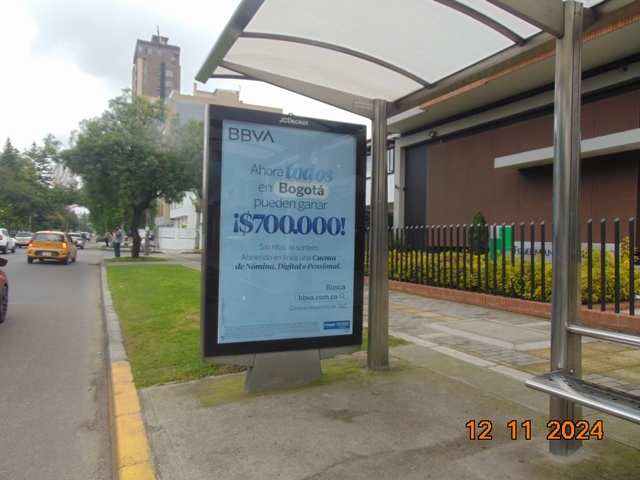 JCDecaux
BBVA
Ahora todos
en Bogotá
pueden ganar
¡$700.000!
Sin rifas, ni sorteos.
Abriendo en línea una Cuenta
de Nómina, Digital o Pensional.
Busca
bbva.com.co
12 11 2024